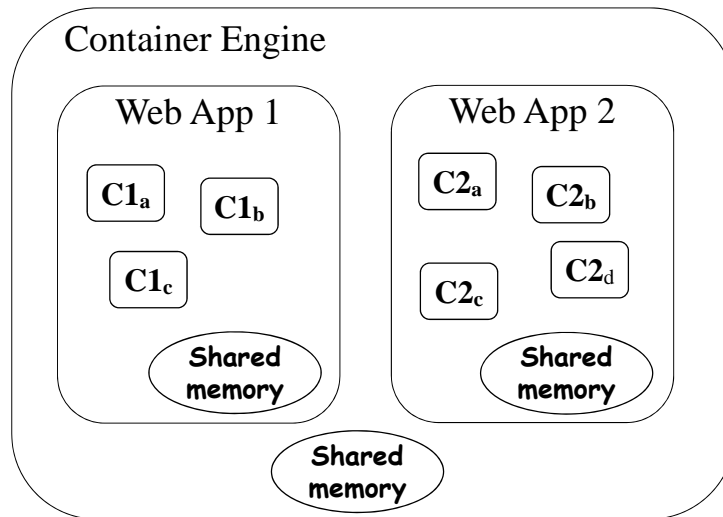 Container Engine
Web App 1
C1a
C1b
C1c
Shared
memory
Web App 2
C2a
C2b
C2c
C2d
Shared
memory
Shared
memory